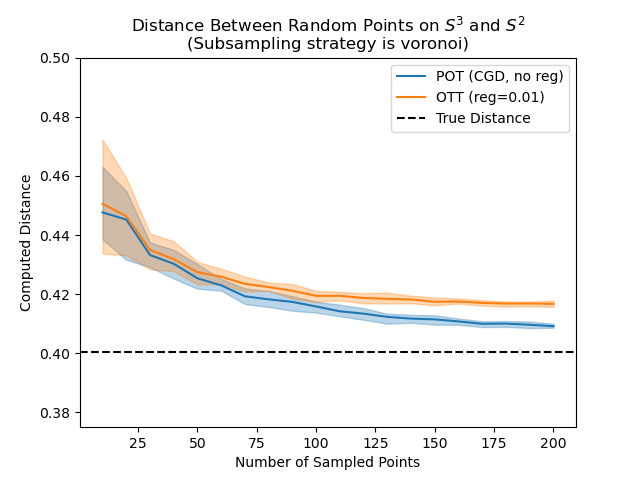 Distance Between Random Points on $S^3$ and $S^2$
(Subsampling strategy is voronoi)
POT (CGD, no reg)
OTT (reg=0.01)
True Distance
Computed Distance
0.50
0.48
0.46
0.44
0.42
0.40
0.38
25 50 75 100 125 150 175 200
Number of Sampled Points